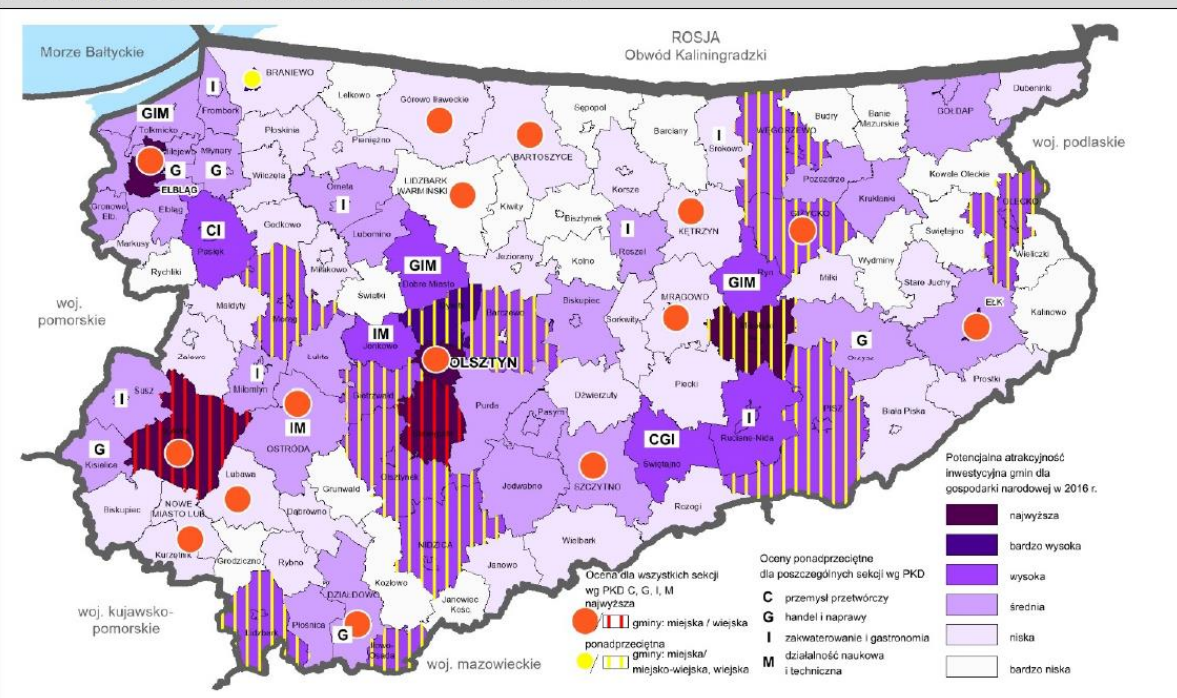 Morze Bałtyckie
ROSJA
Obwód Kaliningradzki
woj. podlaskie
woj.
pomorskie
woj. kujawsko-
pomorskie
woj. mazowieckie
BRANIEWO
I
Frombork
Lelkowo
Górowo Iławeckie
Sępopol
Barciany
I
Srokowo
WĘGORZEWO
Budry
Banie
Mazurskie
GOŁDAP
Dubeninki
GIM
Tolkmicko
Płoskinia
Pieniężno
BARTOSZYCE
Młynary
G
G
ELBLĄG
Wilczęta
Orneta
I
LIDZBARK
WARMIŃSKI
Kiwity
Bisztynek
Korsze
Pozezdrze
Kruklanki
Kowale Oleckie
OLECKO
Gronowo
Elb.
Elbląg
Markusy
CI
Pasłęk
Godkowo
Lubomino
I
Reszel
KĘTRZYN
GIŻYCKO
Świętajno
Wieliczki
Rychliki
Miłakowo
GIM
Dobre Miasto
Jeziorany
Kolno
GIM
Ryn
Miłki
Wydminy
Stare Juchy
EŁK
Kalinowo
Małdyty
Morąg
Świątki
Barczewo
Biskupiec
Sorkwity
MRĄGOWO
IM
Jonkowo
OLSZTYN
G
Orzysz
Prostki
Zalewo
I
Miłomłyn
Łukta
Gietrzwałd
Purda
Pasym
Dźwierzuty
Piecki
I
Ruciane-Nida
PISZ
Biała Piska
Susz
I
IM
OSTRÓDA
Olsztynek
Jedwabno
SZCZYTNO
CGI
Świętajno
Rozogi
G
Kisielice
Lubawa
Grunwald
Biskupiec
NOWE
MIASTO LUB.
Dąbrówno
NIDZICA
Wielbark
Kurzętnik
Grodziczno
Rybno
Kozłowo
Janowo
Janowiec
Kośc.
DZIAŁDOWO
Lidzbark
Płośnica
G
Iłowo-
Osada
Ocena dla wszystkich sekcji
wg PKD C, G, I, M
najwyższa
gminy: miejska / wiejska
ponadprzeciętna
gminy: miejska/
miejsko-wiejska, wiejska
Oceny ponadprzeciętne
dla poszczególnych sekcji wg PKD
C przemysł przetwórczy
G handel i naprawy
I zakwaterowanie i gastronomia
M działalność naukowa
i techniczna
Potencjalna atrakcyjność
inwestycyjna gmin dla
gospodarki narodowej w 2016 r.
najwyższa
bardzo wysoka
wysoka
średnia
niska
bardzo niska